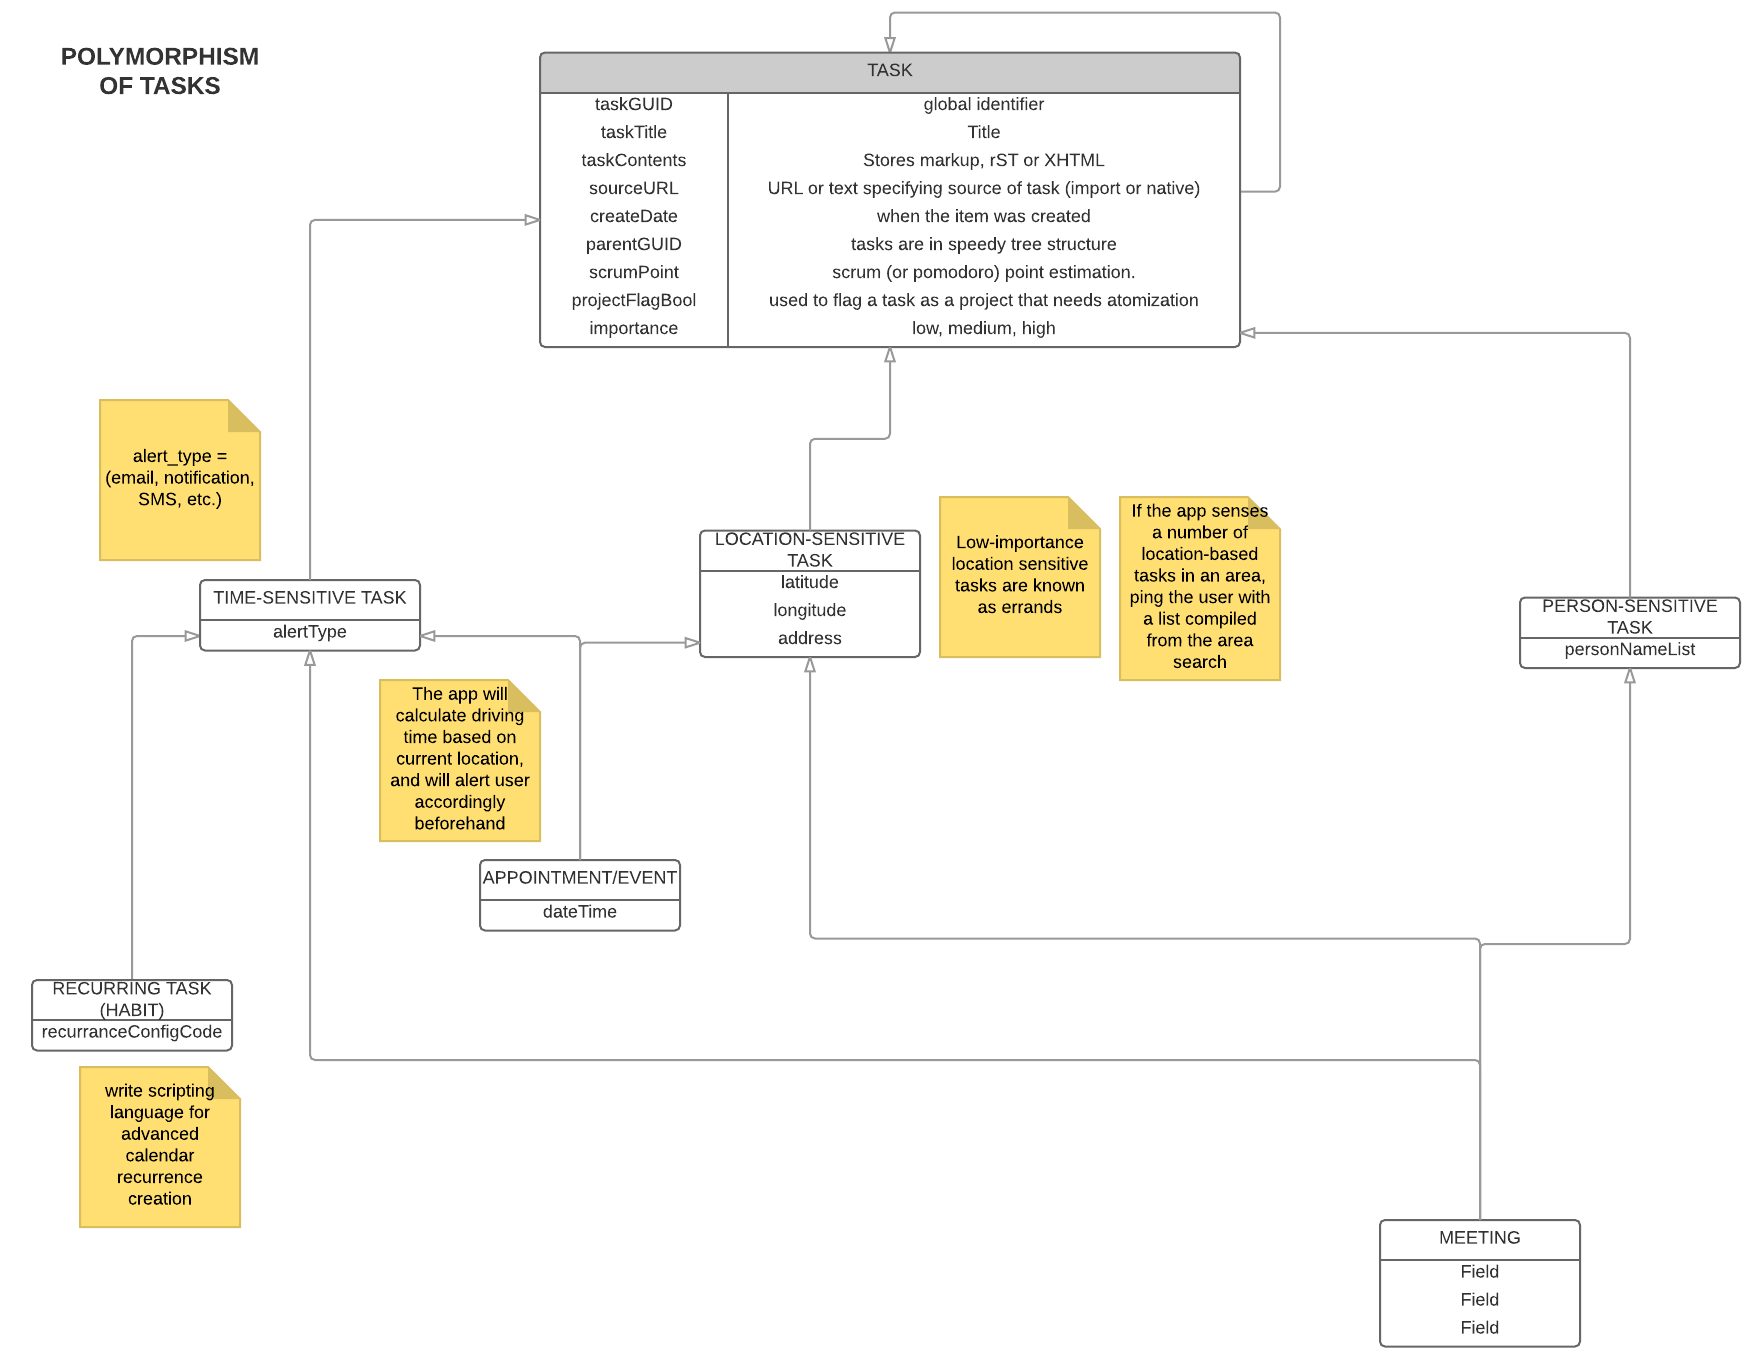 POLYMORPHISM
OF TASKS
TASK
taskGUID global identifier
taskTitle Title
taskContents Stores markup, rST or XHTML
sourceURL URL or text specifying source of task (import or native)
createDate when the item was created
parentGUID tasks are in speedy tree structure
scrumPoint scrum (or pomodoro) point estimation.
projectFlagBool used to flag a task as a project that needs atomization
importance low, medium, high
alert_type =
(email, notification,
SMS, etc.)
TIME-SENSITIVE TASK
alertType
LOCATION-SENSITIVE
TASK
latitude
longitude
address
Low-importance
location sensitive
tasks are known
as errands
If the app senses
a number of
location-based
tasks in an area,
ping the user with
a list compiled
from the area
search
PERSON-SENSITIVE
TASK
personNameList
The app will
calculate driving
time based on
current location,
and will alert user
accordingly
beforehand
APPOINTMENT/EVENT
dateTime
RECURRING TASK
(HABIT)
recurranceConfigCode
write scripting
language for
advanced
calendar
recurrence
creation
MEETING
Field
Field
Field